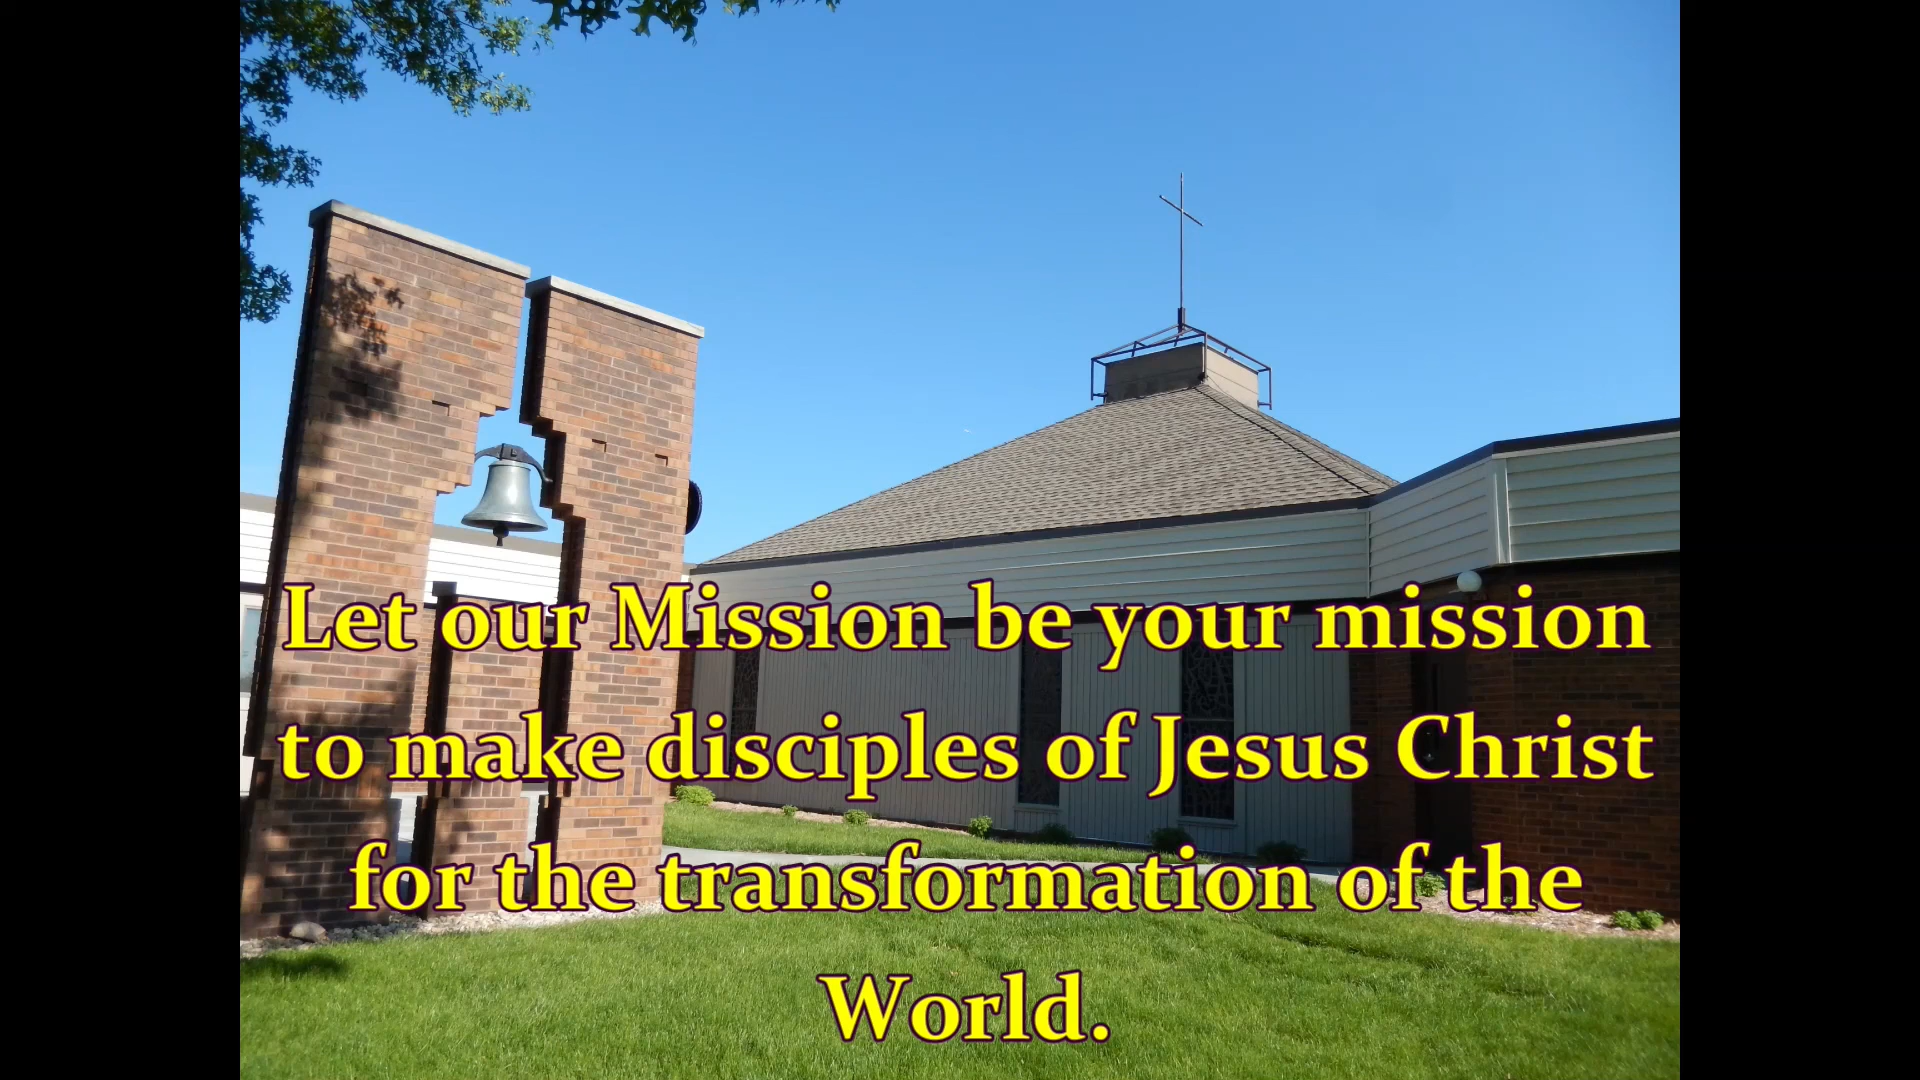 Let our Mission be your mission
to make disciples of Jesus Christ
for the transformation of the
World.